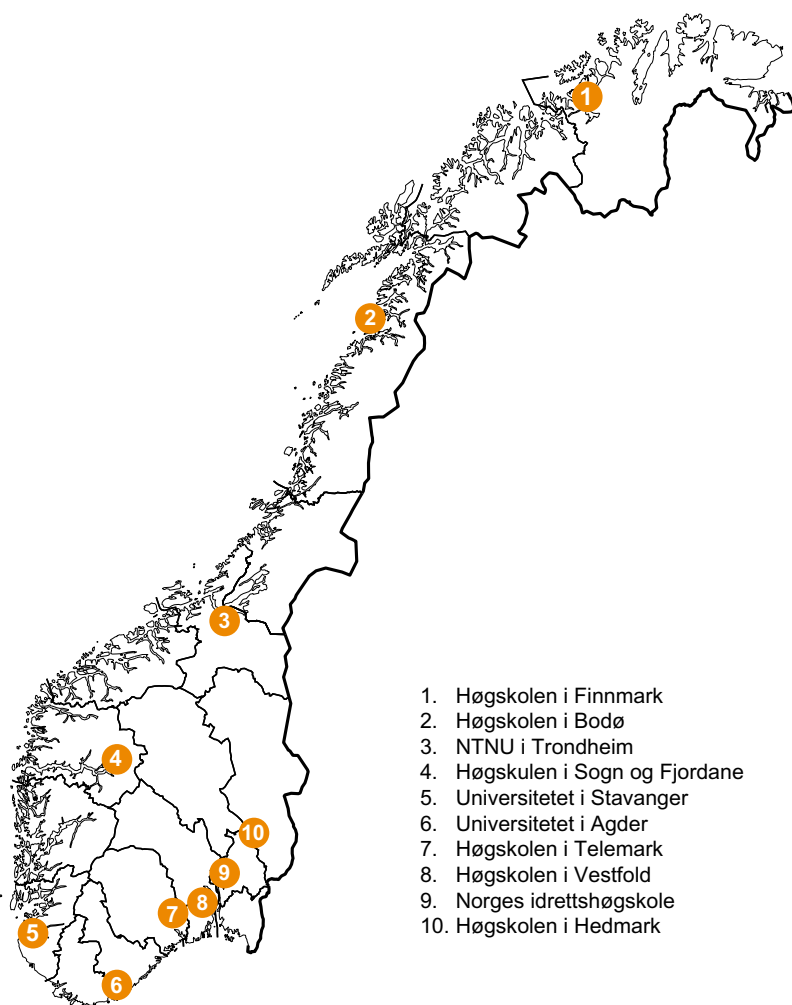 1
2
3
4
10
9
8
7
5
6
1. Høgskolen i Finnmark
2. Høgskolen i Bodø
3. NTNU i Trondheim
4. Høgskulen i Sogn og Fjordane
5. Universitetet i Stavanger
6. Universitetet i Agder
7. Høgskolen i Telemark
8. Høgskolen i Vestfold
9. Norges idrettshøgskole
10. Høgskolen i Hedmark